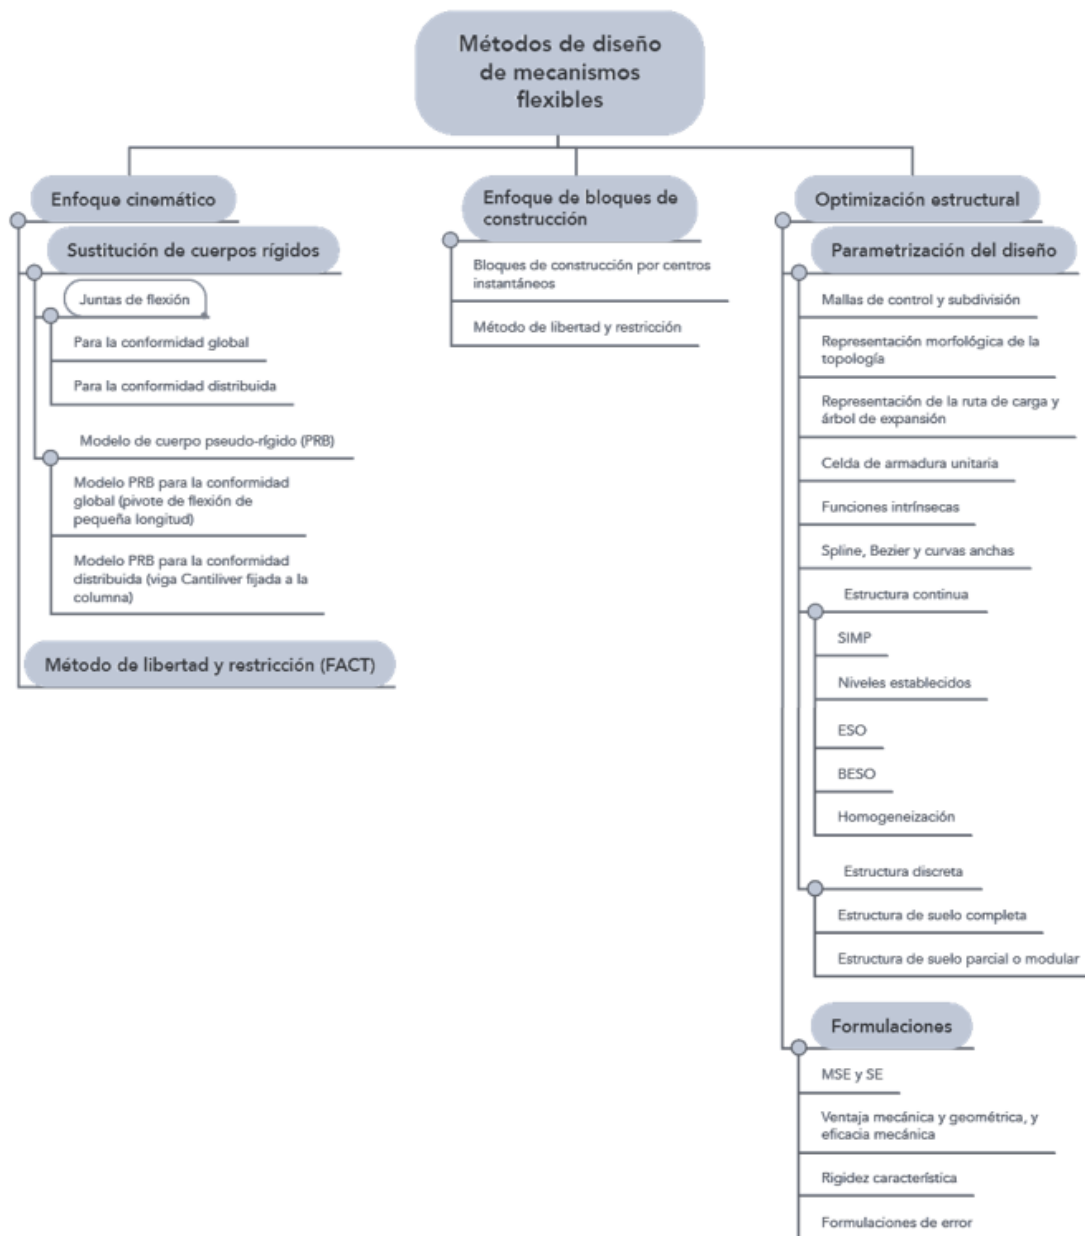 Métodos de diseño
de mecanismos
flexibles
Enfoque cinemático
Sustitución de cuerpos rígidos
Juntas de flexión
Para la conformidad global
Para la conformidad distribuida
Modelo de cuerpo pseudo-rígido (PRB)
Modelo PRB para la conformidad
global (pivote de flexión de
pequeña longitud)
Modelo PRB para la conformidad
distribuida (viga Cantiliver fijada a la
columna)
Método de libertad y restricción (FACT)
Enfoque de bloques de
construcción
Bloques de construcción por centros
instantáneos
Método de libertad y restricción
Optimización estructural
Parametrización del diseño
Mallas de control y subdivisión
Representación morfológica de la
topología
Representación de la ruta de carga y
árbol de expansión
Celda de armadura unitaria
Funciones intrínsecas
Spline, Bezier y curvas anchas
Estructura continua
SIMP
Niveles establecidos
ESO
BESO
Homogeneización
Estructura discreta
Estructura de suelo completa
Estructura de suelo parcial o modular
Formulaciones
MSE y SE
Ventaja mecánica y geométrica, y
eficacia mecánica
Rigidez característica
Formulaciones de error